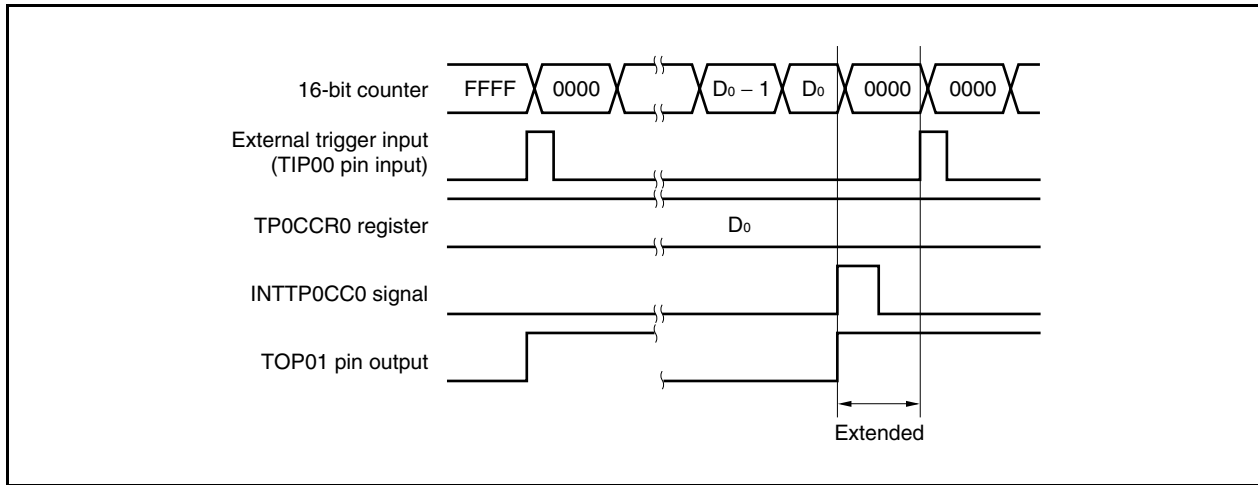 16-bit counter FFFF 0000 D0 − 1 D0 0000 0000
External trigger input
(TIP00 pin input)
TP0CCR0 register D0
INTTP0CC0 signal
TOP01 pin output
Extended